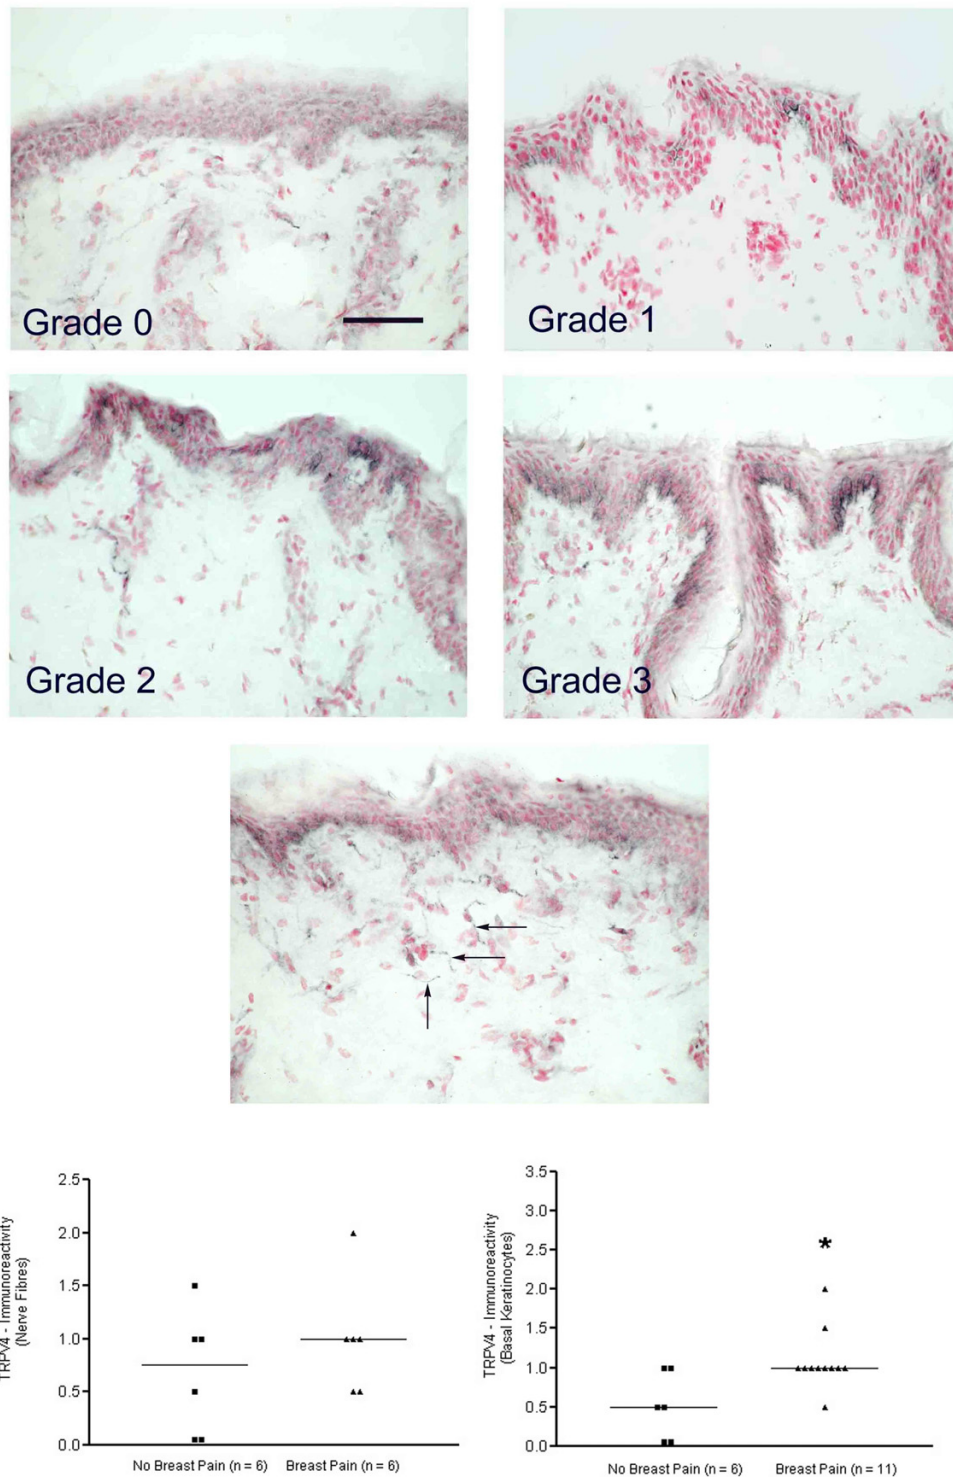 Grade 0
Grade 1
Grade 2
Grade 3
TRPV4 - Immunoreactivity
(Nerve Fibres)
2.5
2.0
1.5
1.0
0.5
0.0
No Breast Pain (n = 6)
Breast Pain (n = 6)
TRPV4 - Immunoreactivity
(Basal Keratinocytes)
3.5
3.0
2.5
2.0
1.5
1.0
0.5
0.0
*
No Breast Pain (n = 6)
Breast Pain (n = 11)